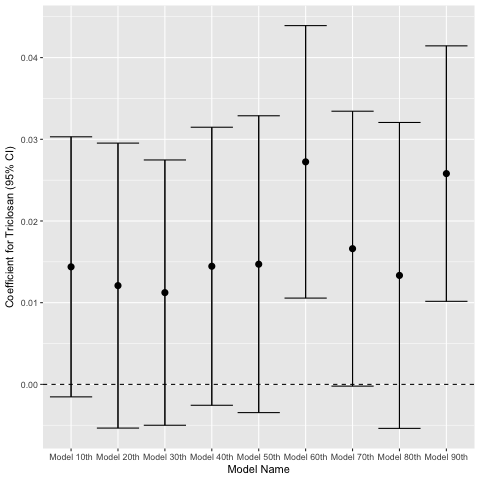 Coefficient for Triclosan (95% CI)
0.04
0.03
0.02
0.01
0.00
Model 10th Model 20th Model 30th Model 40th Model 50th Model 60th Model 70th Model 80th Model 90th
Model Name